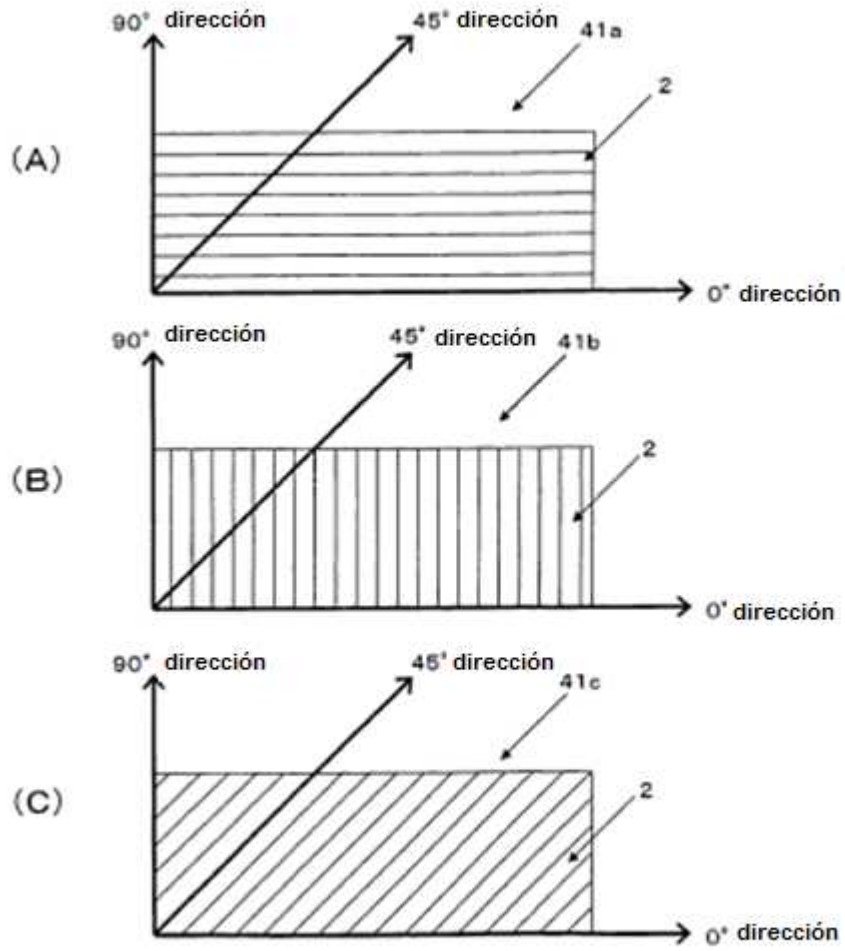 90° dirección 45° dirección 41a
2
(A)
0° dirección
90° dirección 45° dirección 41b
2
(B)
0° dirección
90° dirección 45° dirección 41c
2
(C)
0° dirección